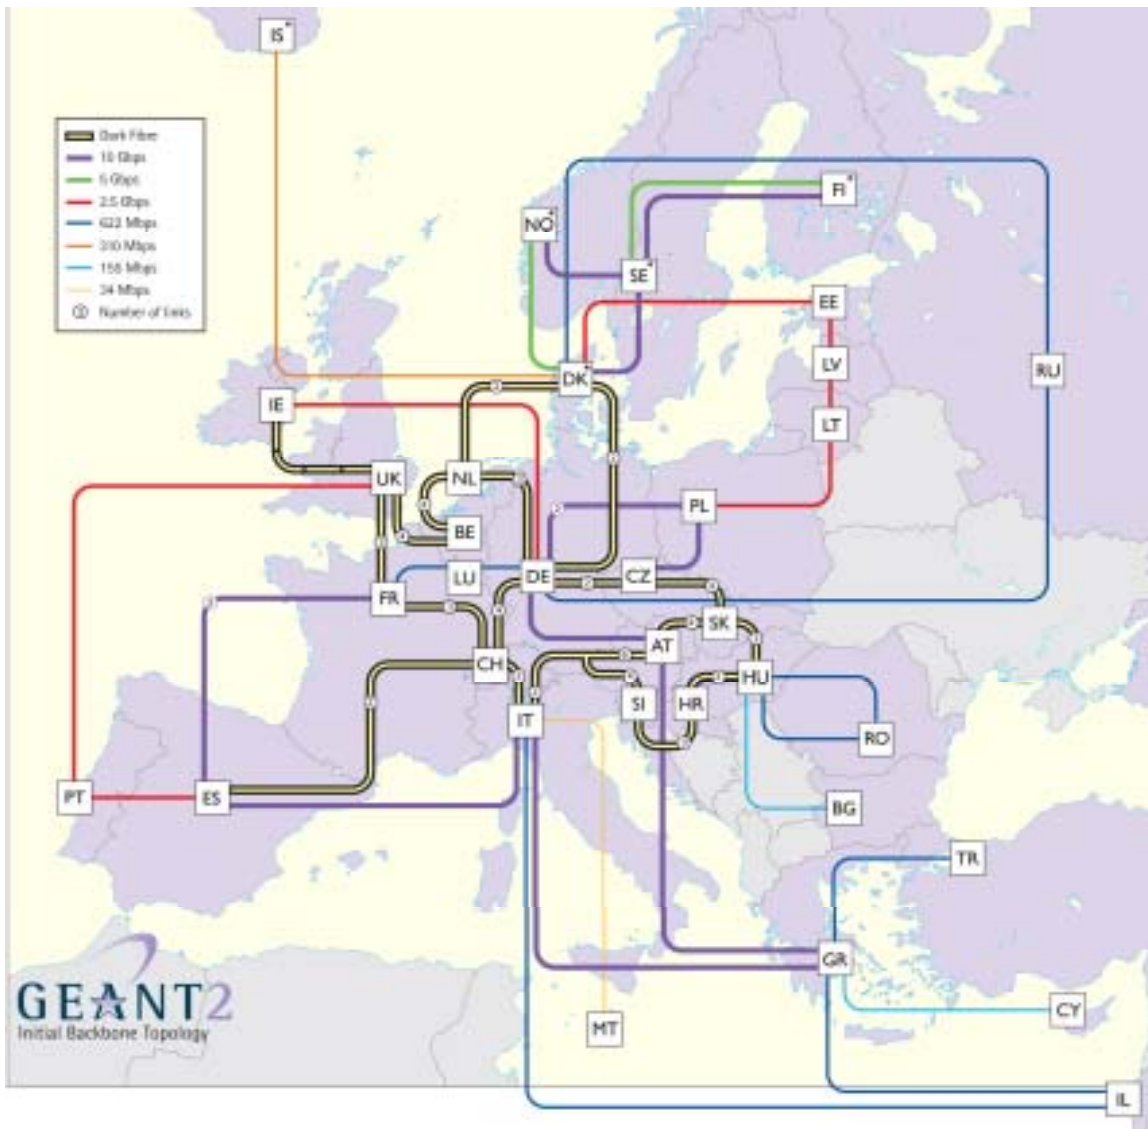 IS*
Dark Fibre
10 Gbps
5 Gbps
2.5 Gbps
622 Mbps
310 Mbps
155 Mbps
34 Mbps
Number of links
FI*
NO*
SE*
EE
LV
RU
DK*
IE
LT
UK
NL
PL
BE
LU
DE
CZ
FR
SK
AT
CH
HU
SI
HR
IT
RO
PT
ES
BG
TR
GR
GEANT2
Initial Backbone Topology
CY
MT
IL